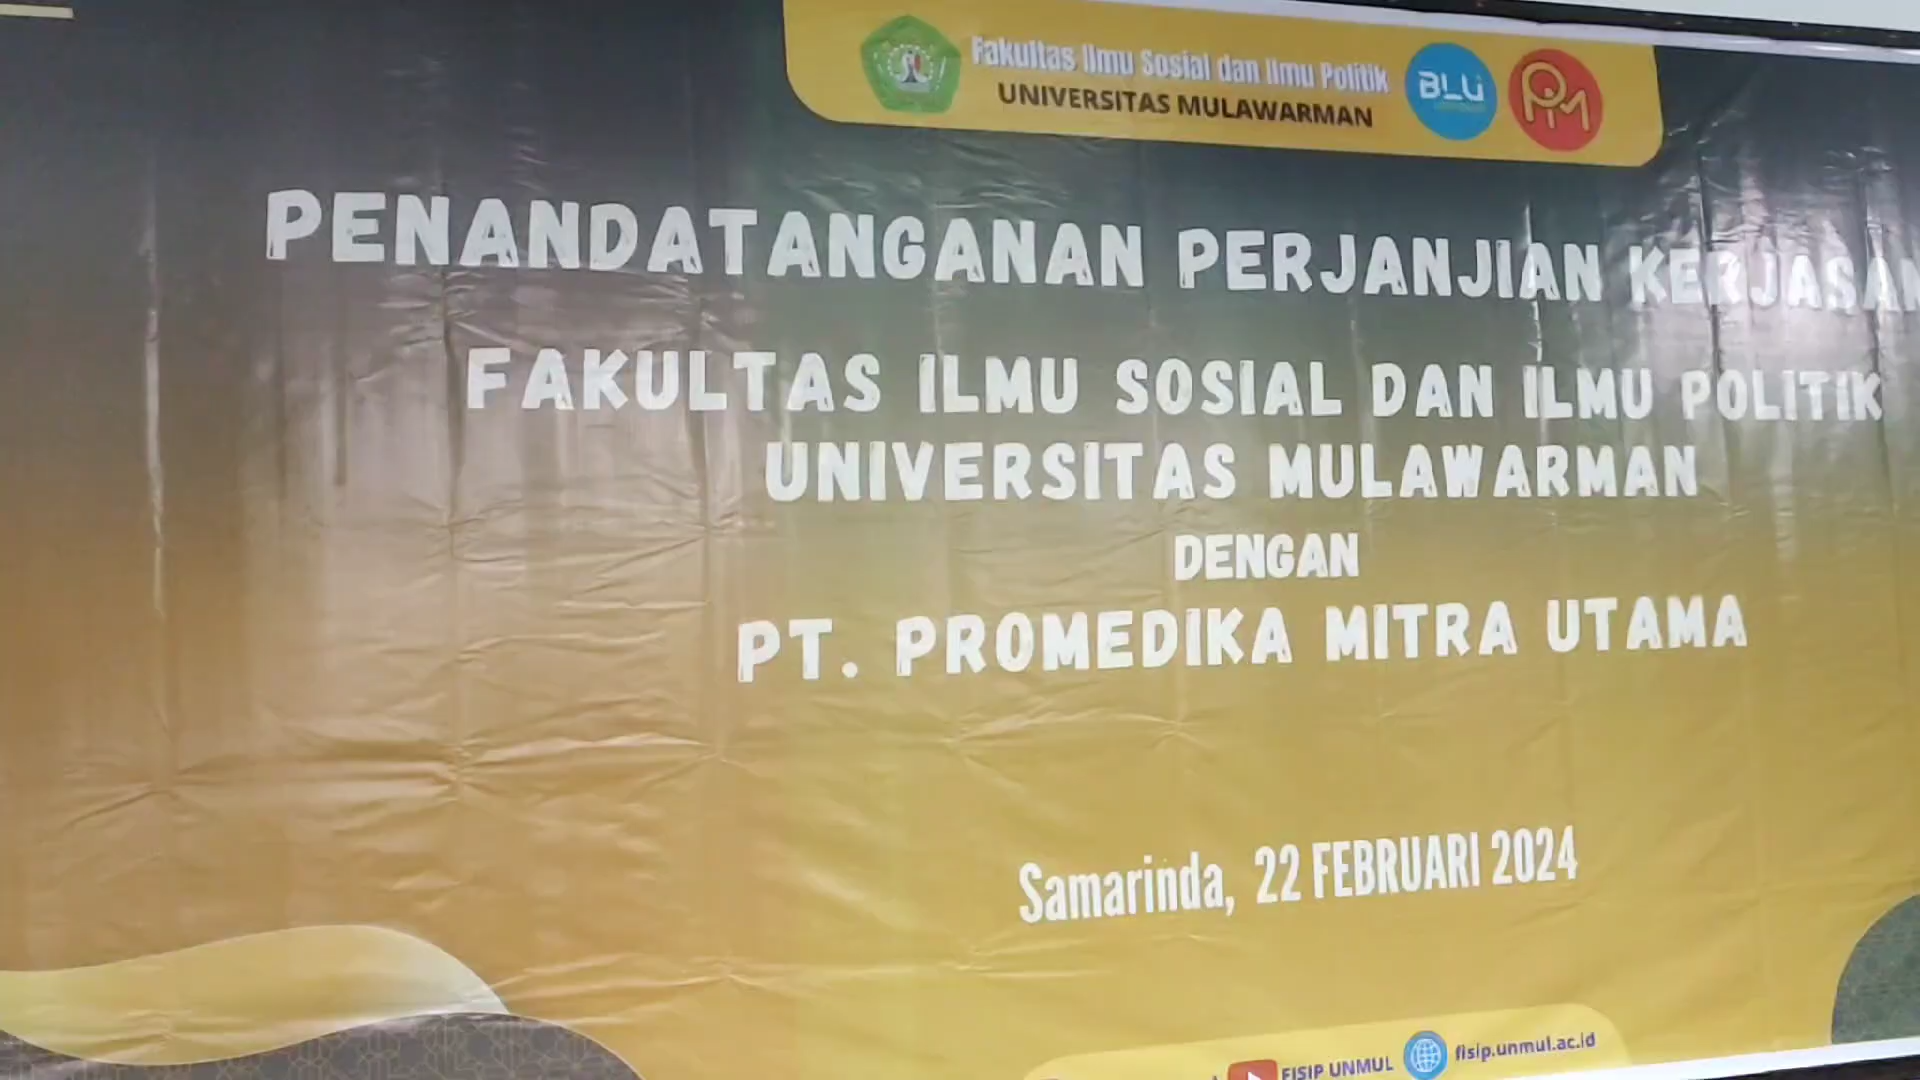 Fakultas Ilmu Sosial dan Ilmu Politik
UNIVERSITAS MULAWARMAN
BLU
PENANDATANGANAN PERJANJIAN
FAKULTAS ILMU SOSIAL DAN ILMU POLITIK
UNIVERSITAS MULAWARMAN
DENGAN
PT. PROMEDIKA MITRA UTAMA
Samarinda, 22 FEBRUARI 2024
FISIP UNMUL
fisip.unmul.ac.id